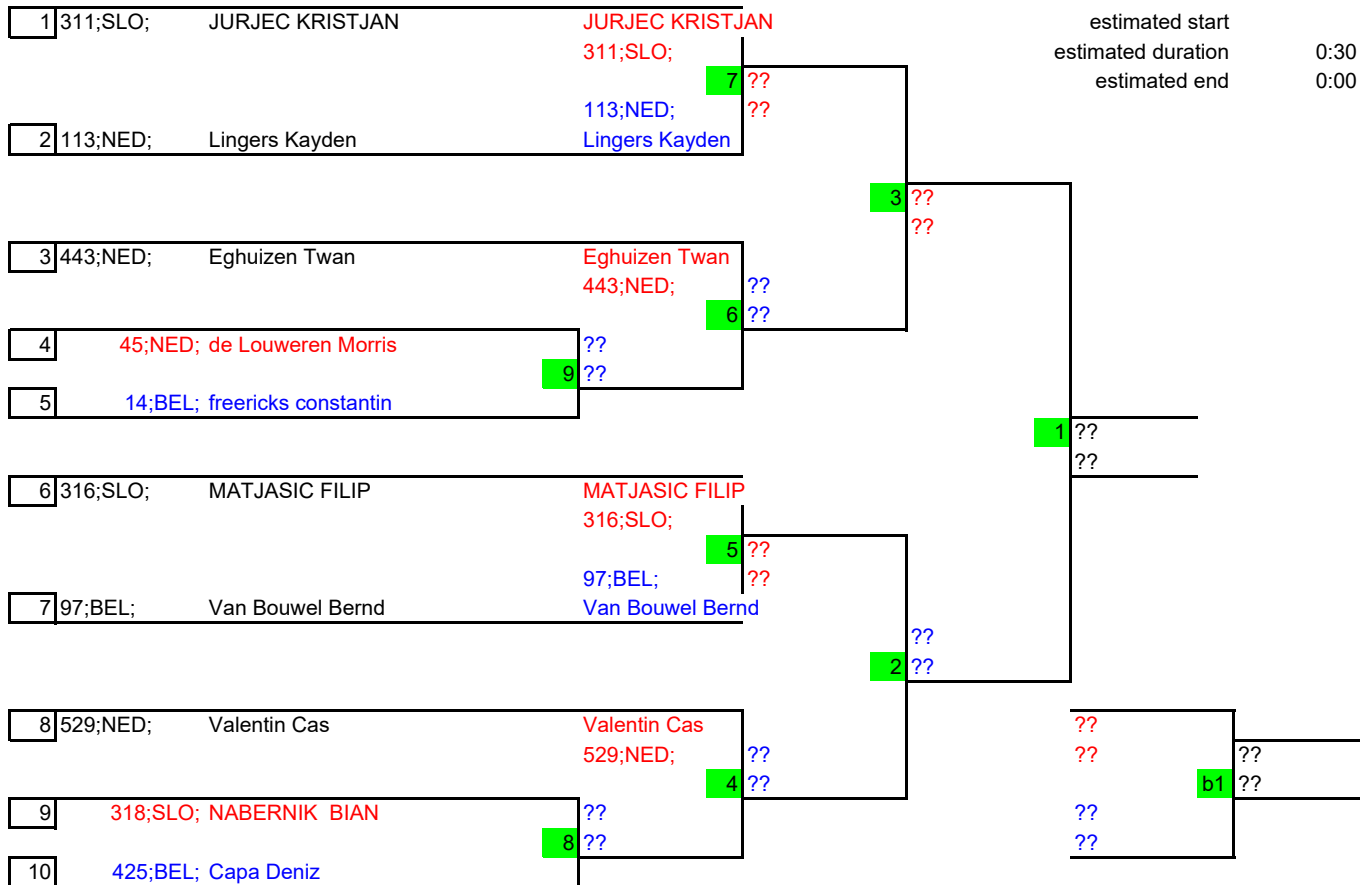 1 311;SLO; JURJEC KRISTJAN JURJEC KRISTJAN estimated start
311;SLO; estimated duration 0:30
7 ?? estimated end 0:00
113;NED; ??
2 113;NED; Lingers Kayden Lingers Kayden
3 ??
??
3 443;NED; Eghuizen Twan Eghuizen Twan
443;NED; ??
6 ??
4 45;NED; de Louweren Morris ??
9 ??
5 14;BEL; freericks constantin
1 ??
??
6 316;SLO; MATJASIC FILIP MATJASIC FILIP
316;SLO;
5 ??
97;BEL; ??
7 97;BEL; Van Bouwel Bernd Van Bouwel Bernd
??
2 ??
8 529;NED; Valentin Cas Valentin Cas ??
529;NED; ?? ?? ??
4 ?? b1 ??
9 318;SLO; NABERNIK BIAN ?? ??
8 ?? ??
10 425;BEL; Capa Deniz